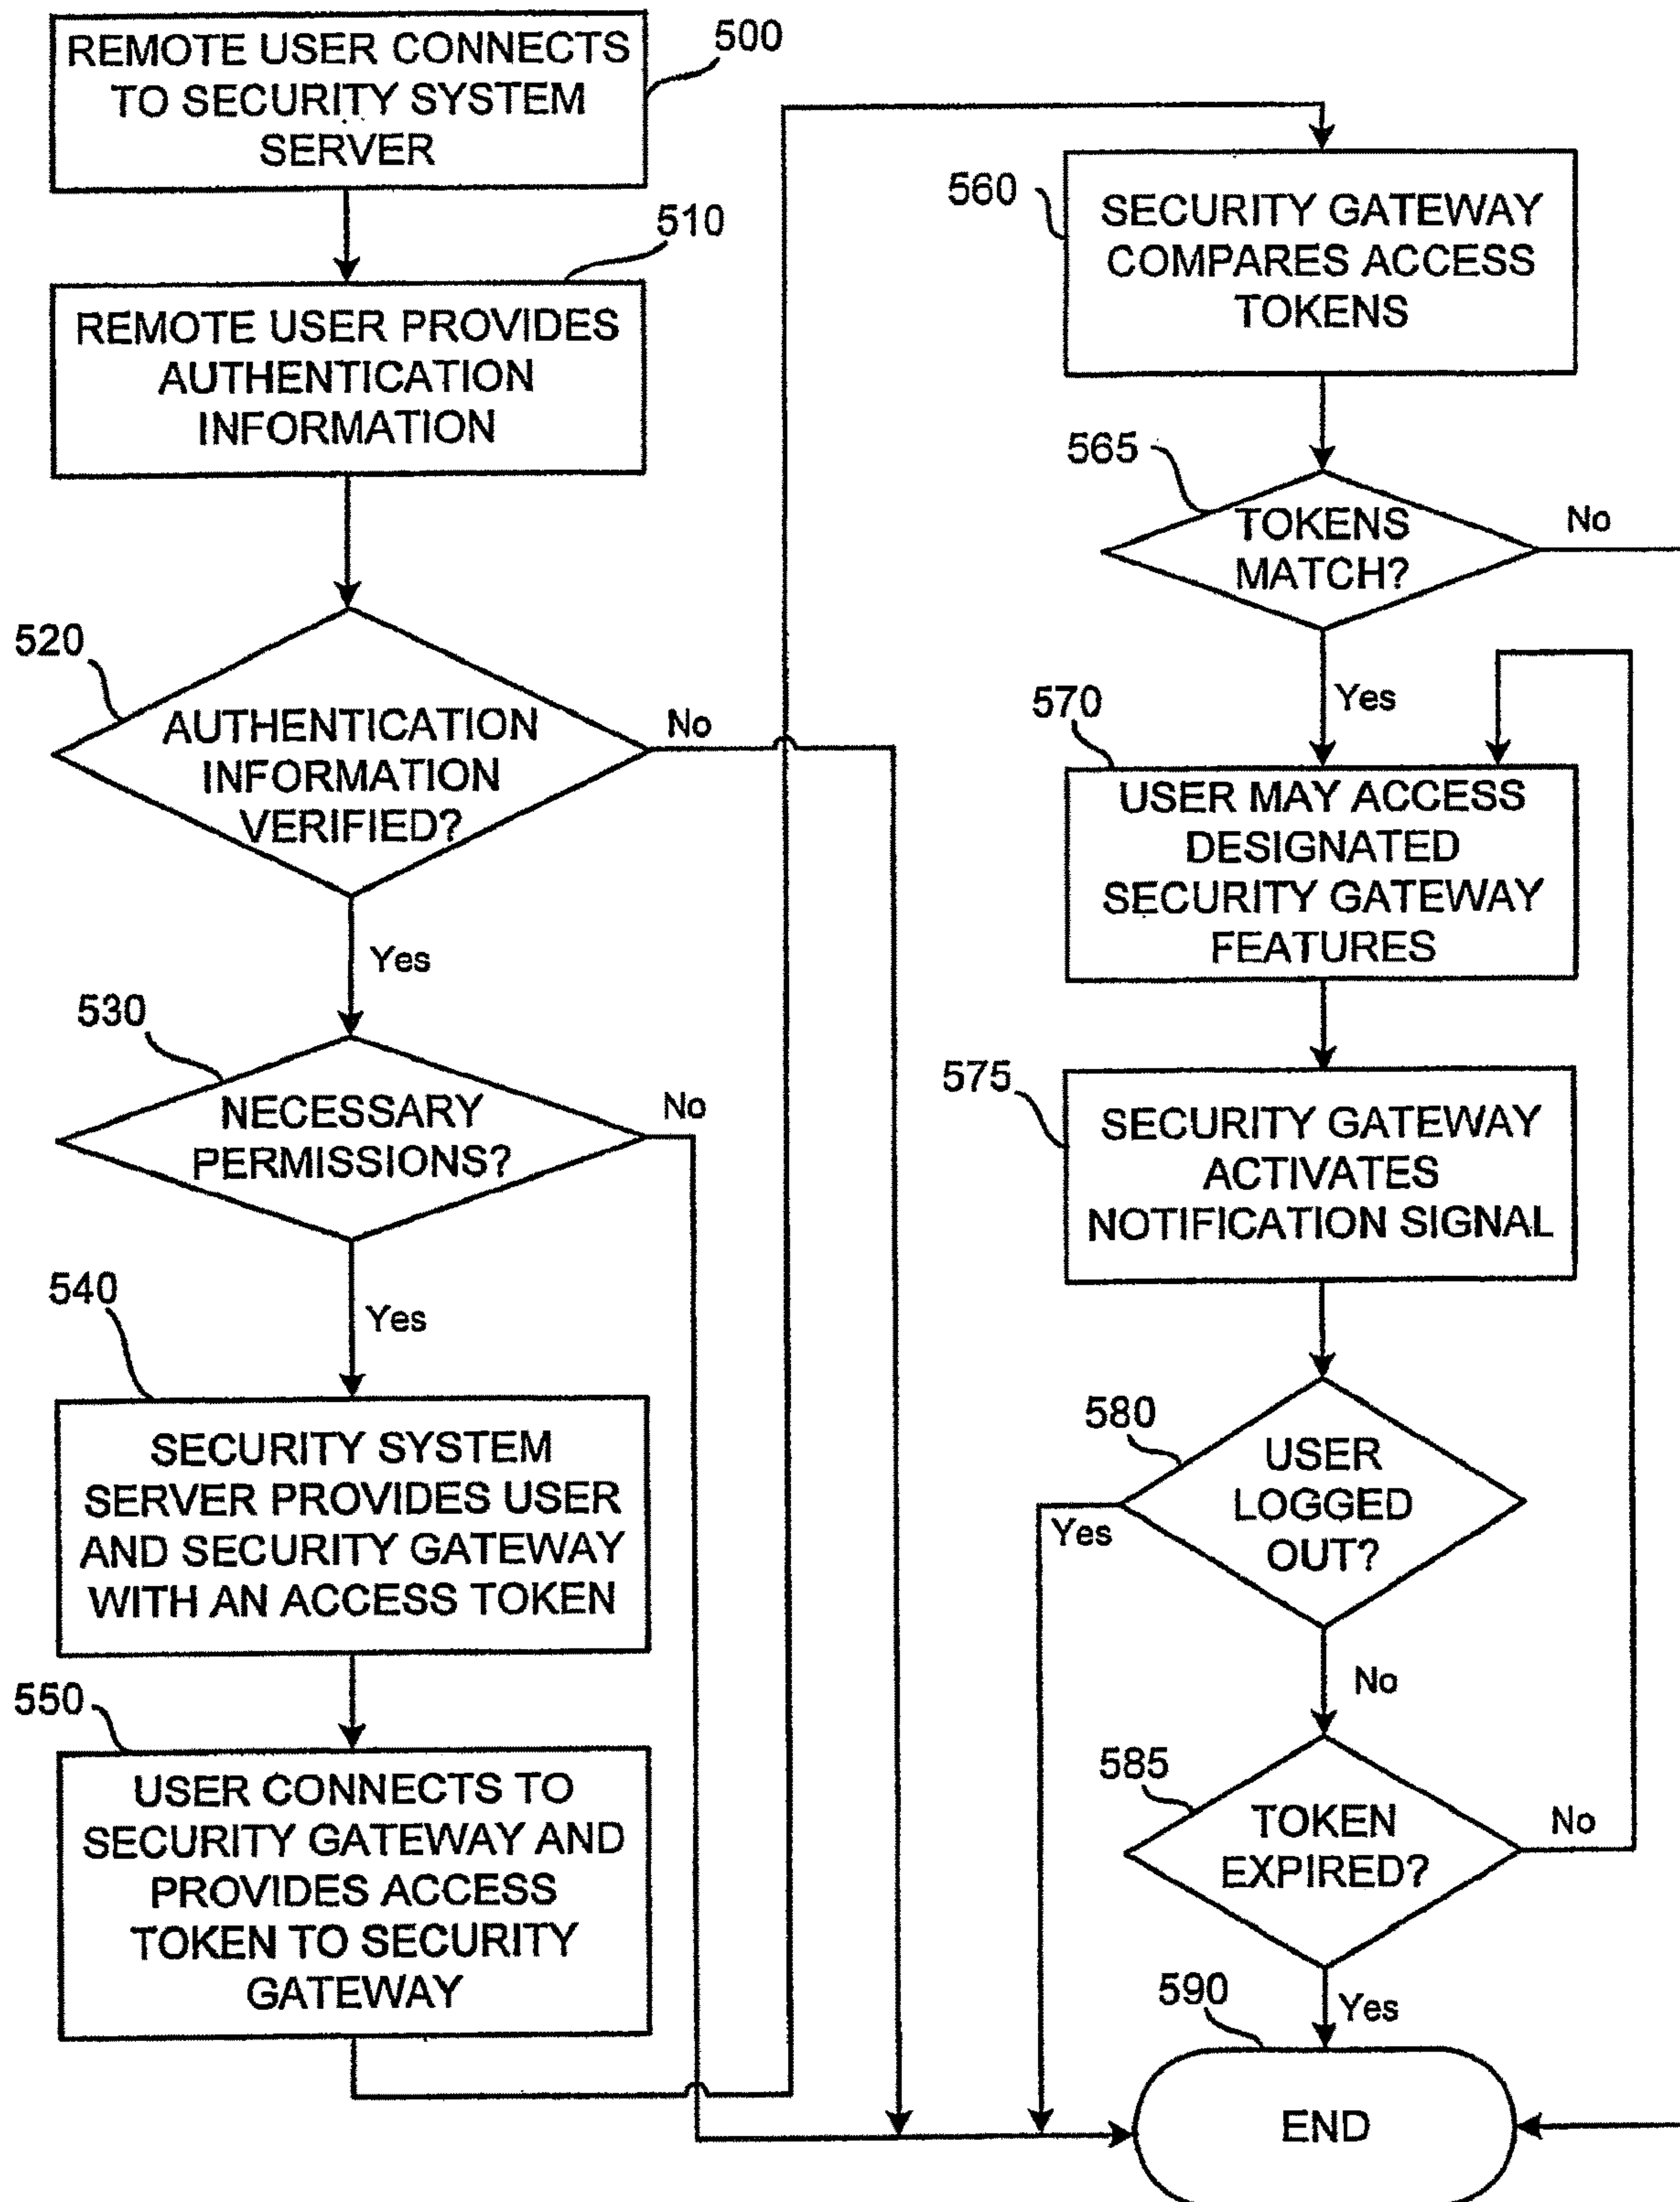 REMOTE USER CONNECTS
TO SECURITY SYSTEM
SERVER
500
510
REMOTE USER PROVIDES
AUTHENTICATION
INFORMATION
520
AUTHENTICATION
INFORMATION
VERIFIED?
No
Yes
530
NECESSARY
PERMISSIONS?
No
Yes
540
SECURITY SYSTEM
SERVER PROVIDES USER
AND SECURITY GATEWAY
WITH AN ACCESS TOKEN
550
USER CONNECTS TO
SECURITY GATEWAY AND
PROVIDES ACCESS
TOKEN TO SECURITY
GATEWAY
560
SECURITY GATEWAY
COMPARES ACCESS
TOKENS
565
TOKENS
MATCH?
No
Yes
570
USER MAY ACCESS
DESIGNATED
SECURITY GATEWAY
FEATURES
575
SECURITY GATEWAY
ACTIVATES
NOTIFICATION SIGNAL
580
USER
LOGGED
OUT?
Yes
No
585
TOKEN
EXPIRED?
No
Yes
590
END